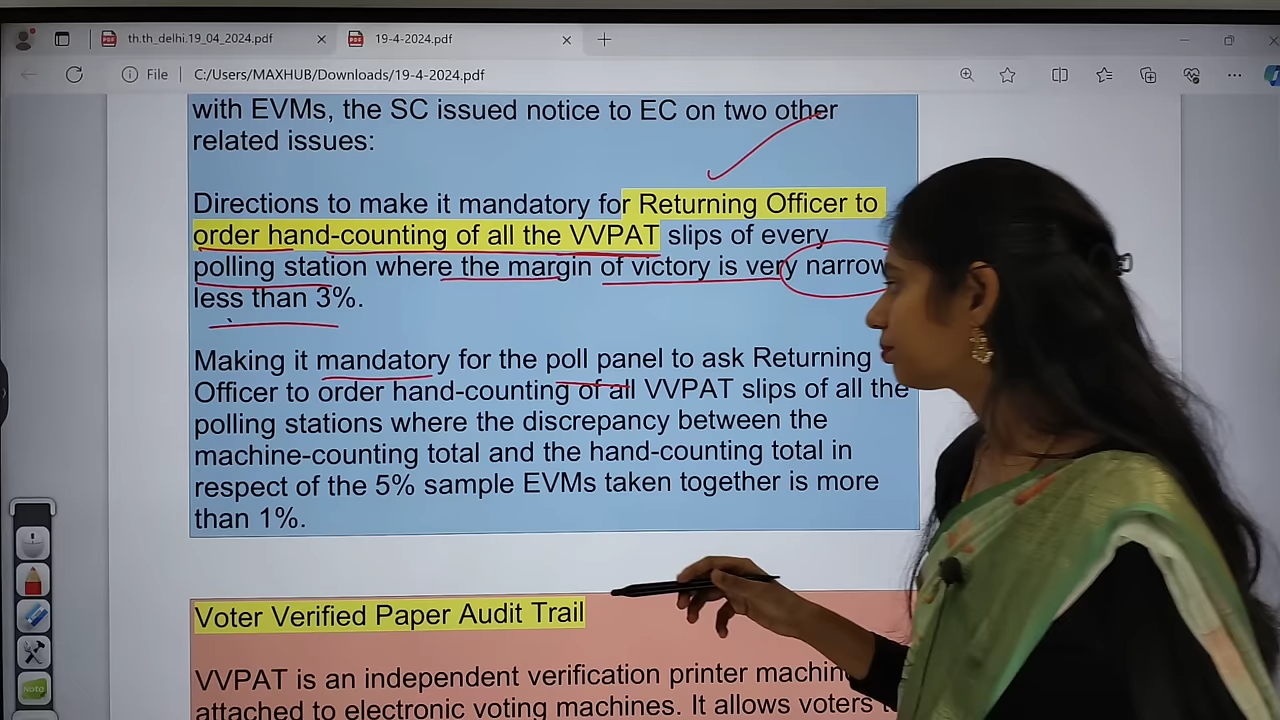 th.th_delhi.19_04_2024.pdf
19-4-2024.pdf
File
C:/Users/MAXHUB/Downloads/19-4-2024.pdf
with EVMs, the SC issued notice to EC on two other
related issues:
Directions to make it mandatory for Returning Officer to
order hand-counting of all the VVPAT slips of every
polling station where the margin of victory is very narrow
less than 3%.
Making it mandatory for the poll panel to ask Returning
Officer to order hand-counting of all VVPAT slips of all the
polling stations where the discrepancy between the
machine-counting total and the hand-counting total in
respect of the 5% sample EVMs taken together is more
than 1%.
Voter Verified Paper Audit Trail
VVPAT is an independent verification printer
attached to electronic voting machines. It allows voters
Note